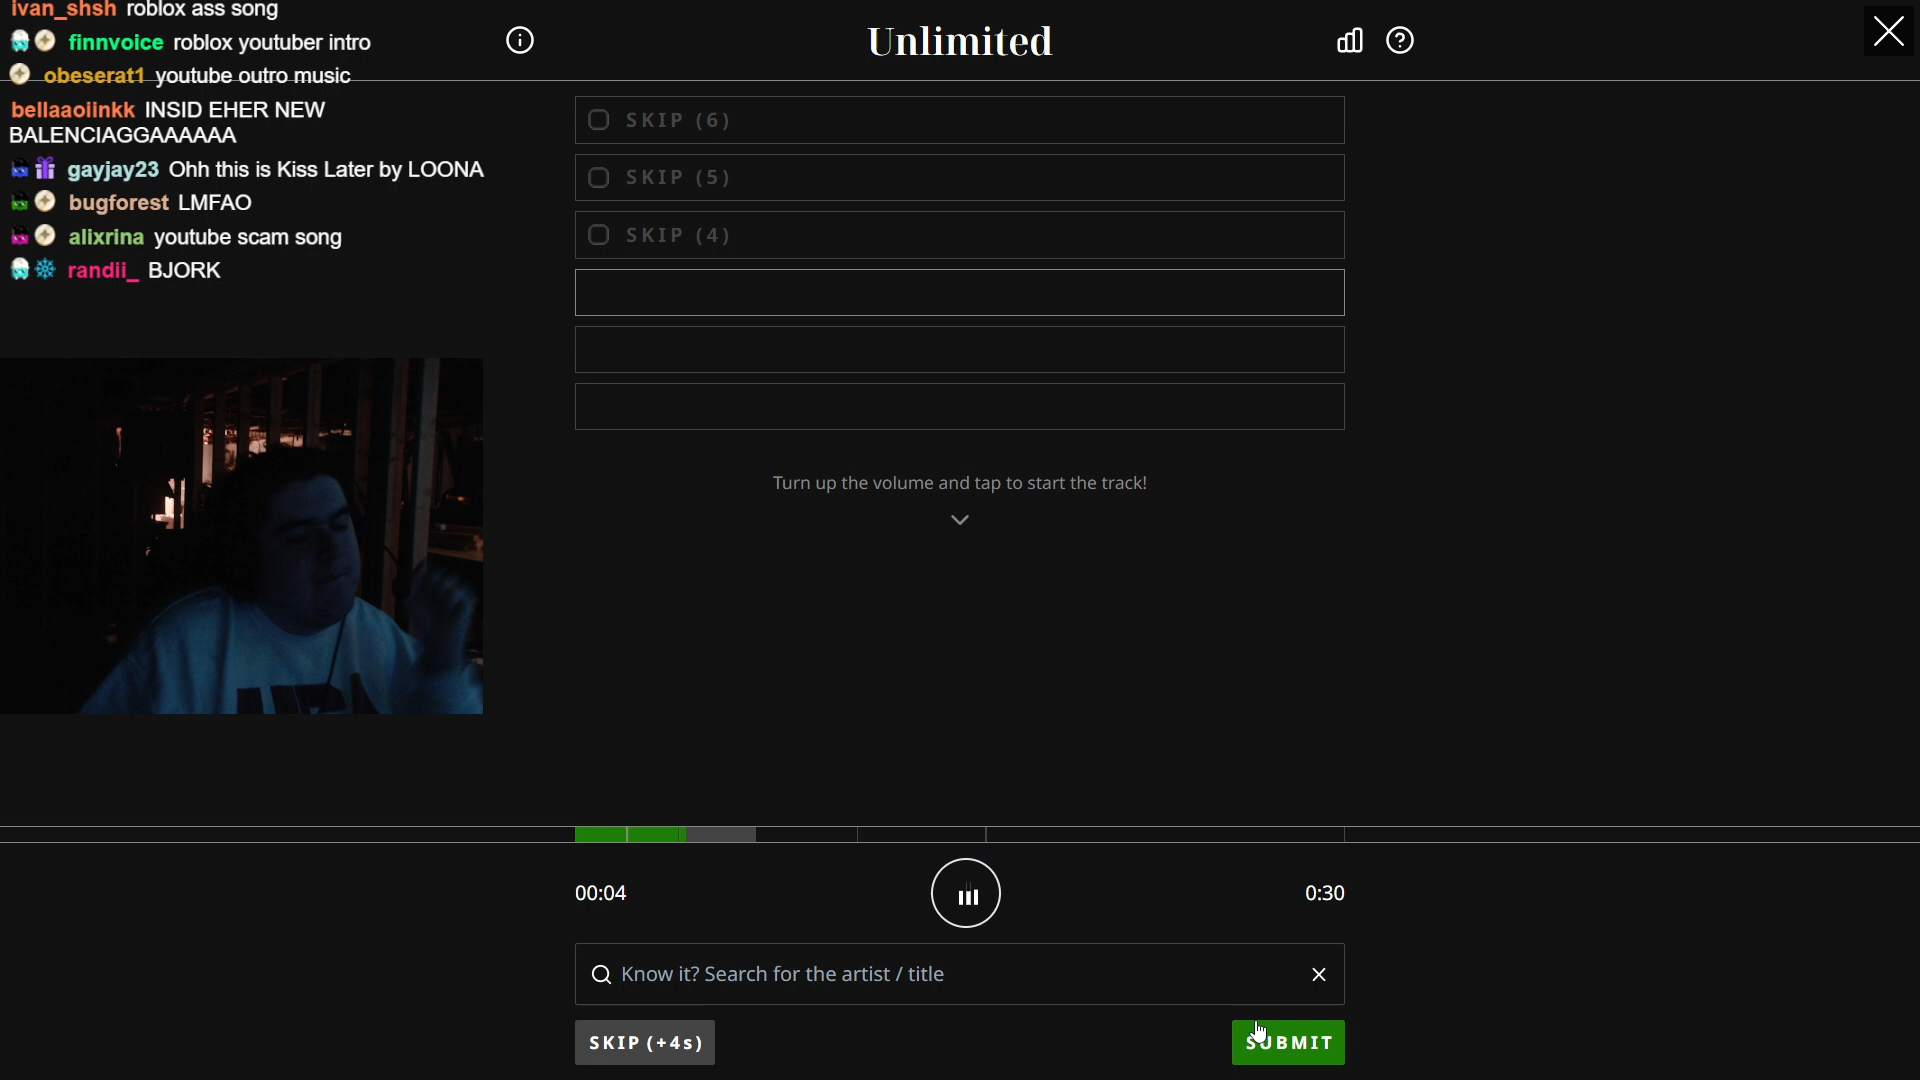 ivan_shsh roblox ass song
finnvoice roblox youtuber intro
obeserat1 youtube outro music
bellaaoiinkk INSID EHER NEW
BALENCIAGGAAAAAA
gayjay23 Ohh this is Kiss Later by LOONA
bugforest LMFAO
alixrina youtube scam song
randii_ BJORK
Unlimited
SKIP (6)
SKIP (5)
SKIP (4)
Turn up the volume and tap to start the track!
00:04
0:30
Know it? Search for the artist / title
SKIP (+4s)
SUBMIT